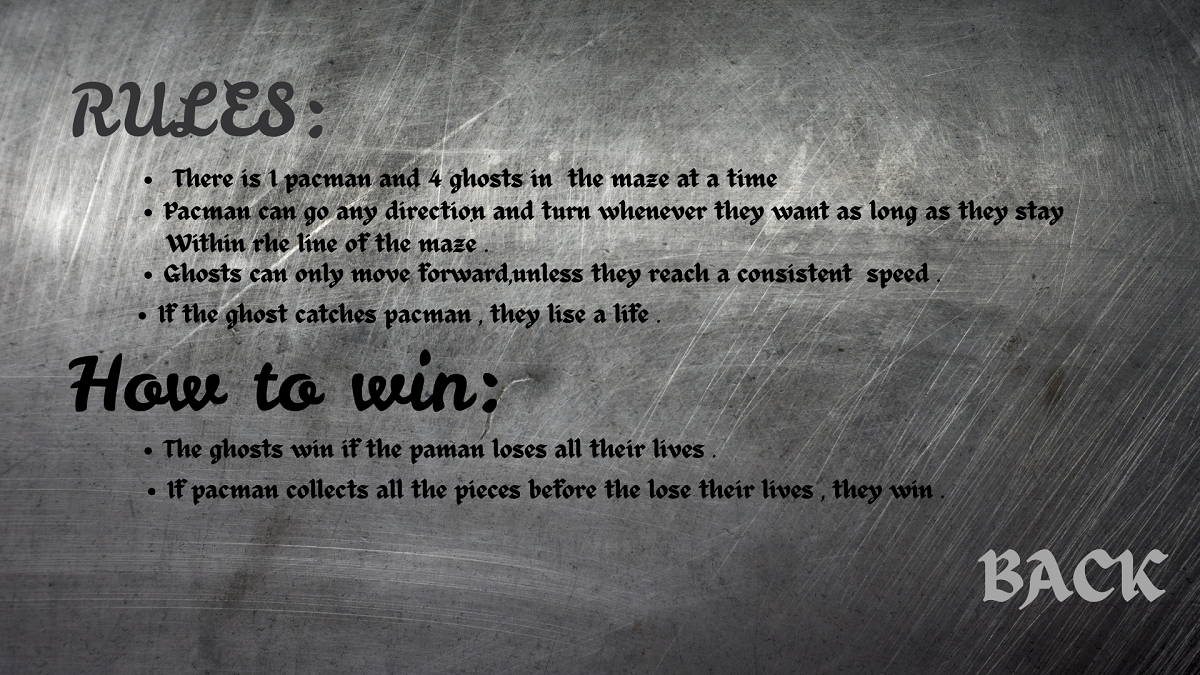 RULES:
• There is 1 pacman and 4 ghosts in the maze at a time
• Pacman can go any direction and turn whenever they want as long as they stay
Within rhe line of the maze .
• Ghosts can only move forward,unless they reach a consistent speed .
• If the ghost catches pacman , they lise a life .
How to win:
• The ghosts win if the paman loses all their lives .
• If pacman collects all the pieces before the lose their lives , they win .
BACK